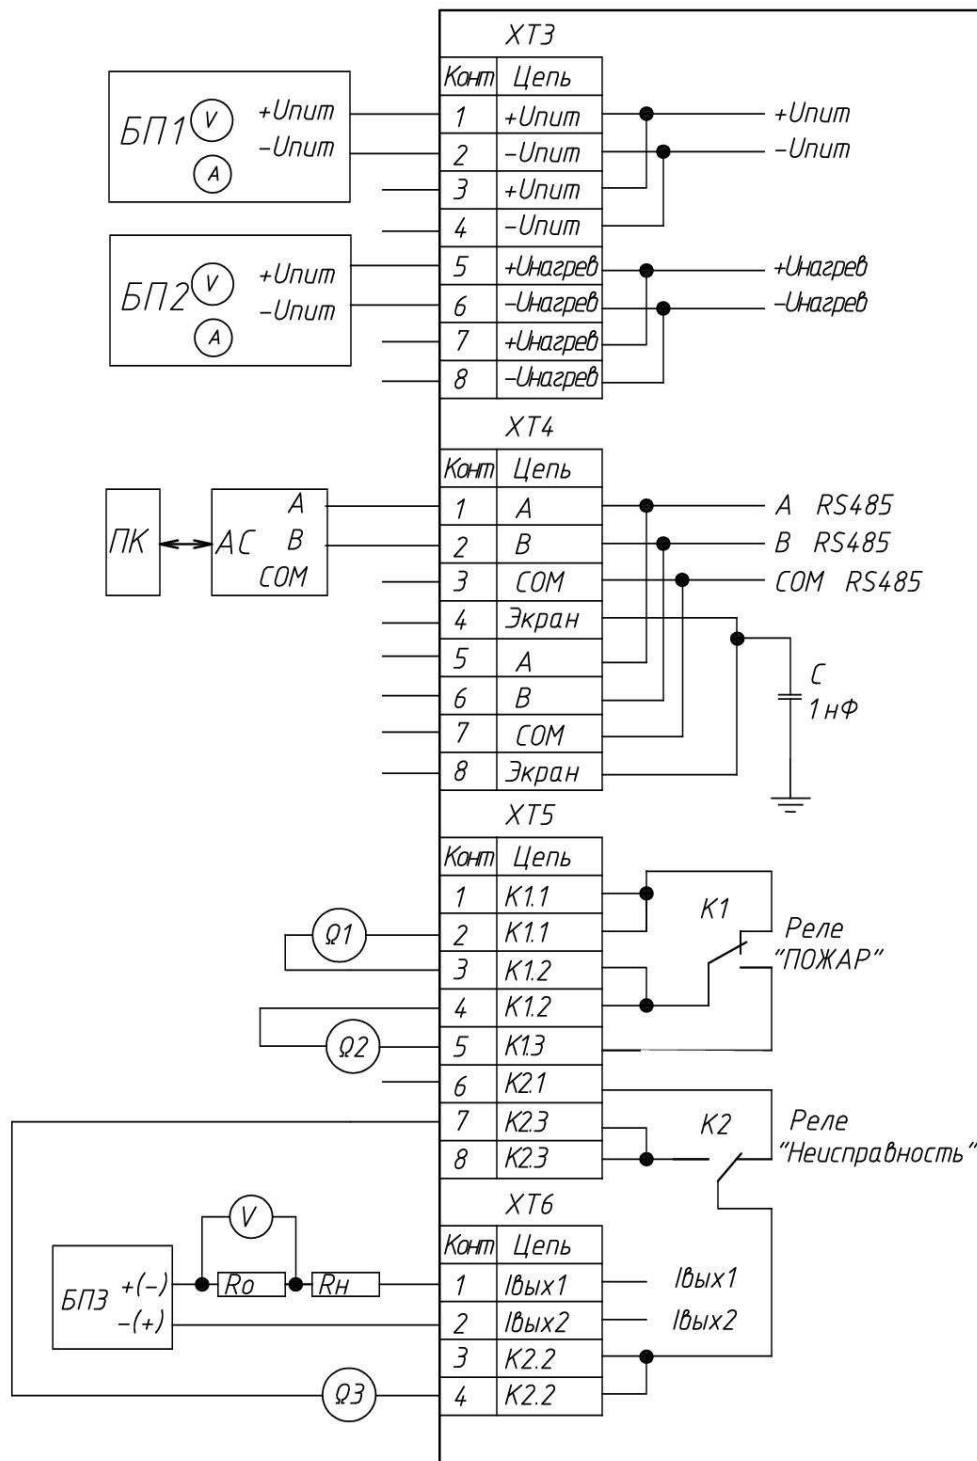 XT3
Конт Цепь
1 +Uпит
2 -Uпит
3 +Uпит
4 -Uпит
5 +Uнагрев
6 -Uнагрев
7 +Uнагрев
8 -Uнагрев
БП1 V A +Uпит
-Uпит
БП2 V A +Uпит
-Uпит
+Uпит
-Uпит
+Uнагрев
-Uнагрев
XT4
Конт Цепь
1 A
2 B
3 COM
4 Экран
5 A
6 B
7 COM
8 Экран
ПК
AC
A
B
COM
A RS485
B RS485
COM RS485
C
1нФ
XT5
Конт Цепь
1 K1.1
2 K1.1
3 K1.2
4 K1.2
5 K1.3
6 K2.1
7 K2.3
8 K2.3
Q1
Q2
K1
Реле
"ПОЖАР"
K2
Реле
"Неисправность"
XT6
Конт Цепь
1 Iвых1
2 Iвых2
3 K2.2
4 K2.2
V
БП3
+(-)
-(+)
Rо
Rн
Q3
Iвых1
Iвых2